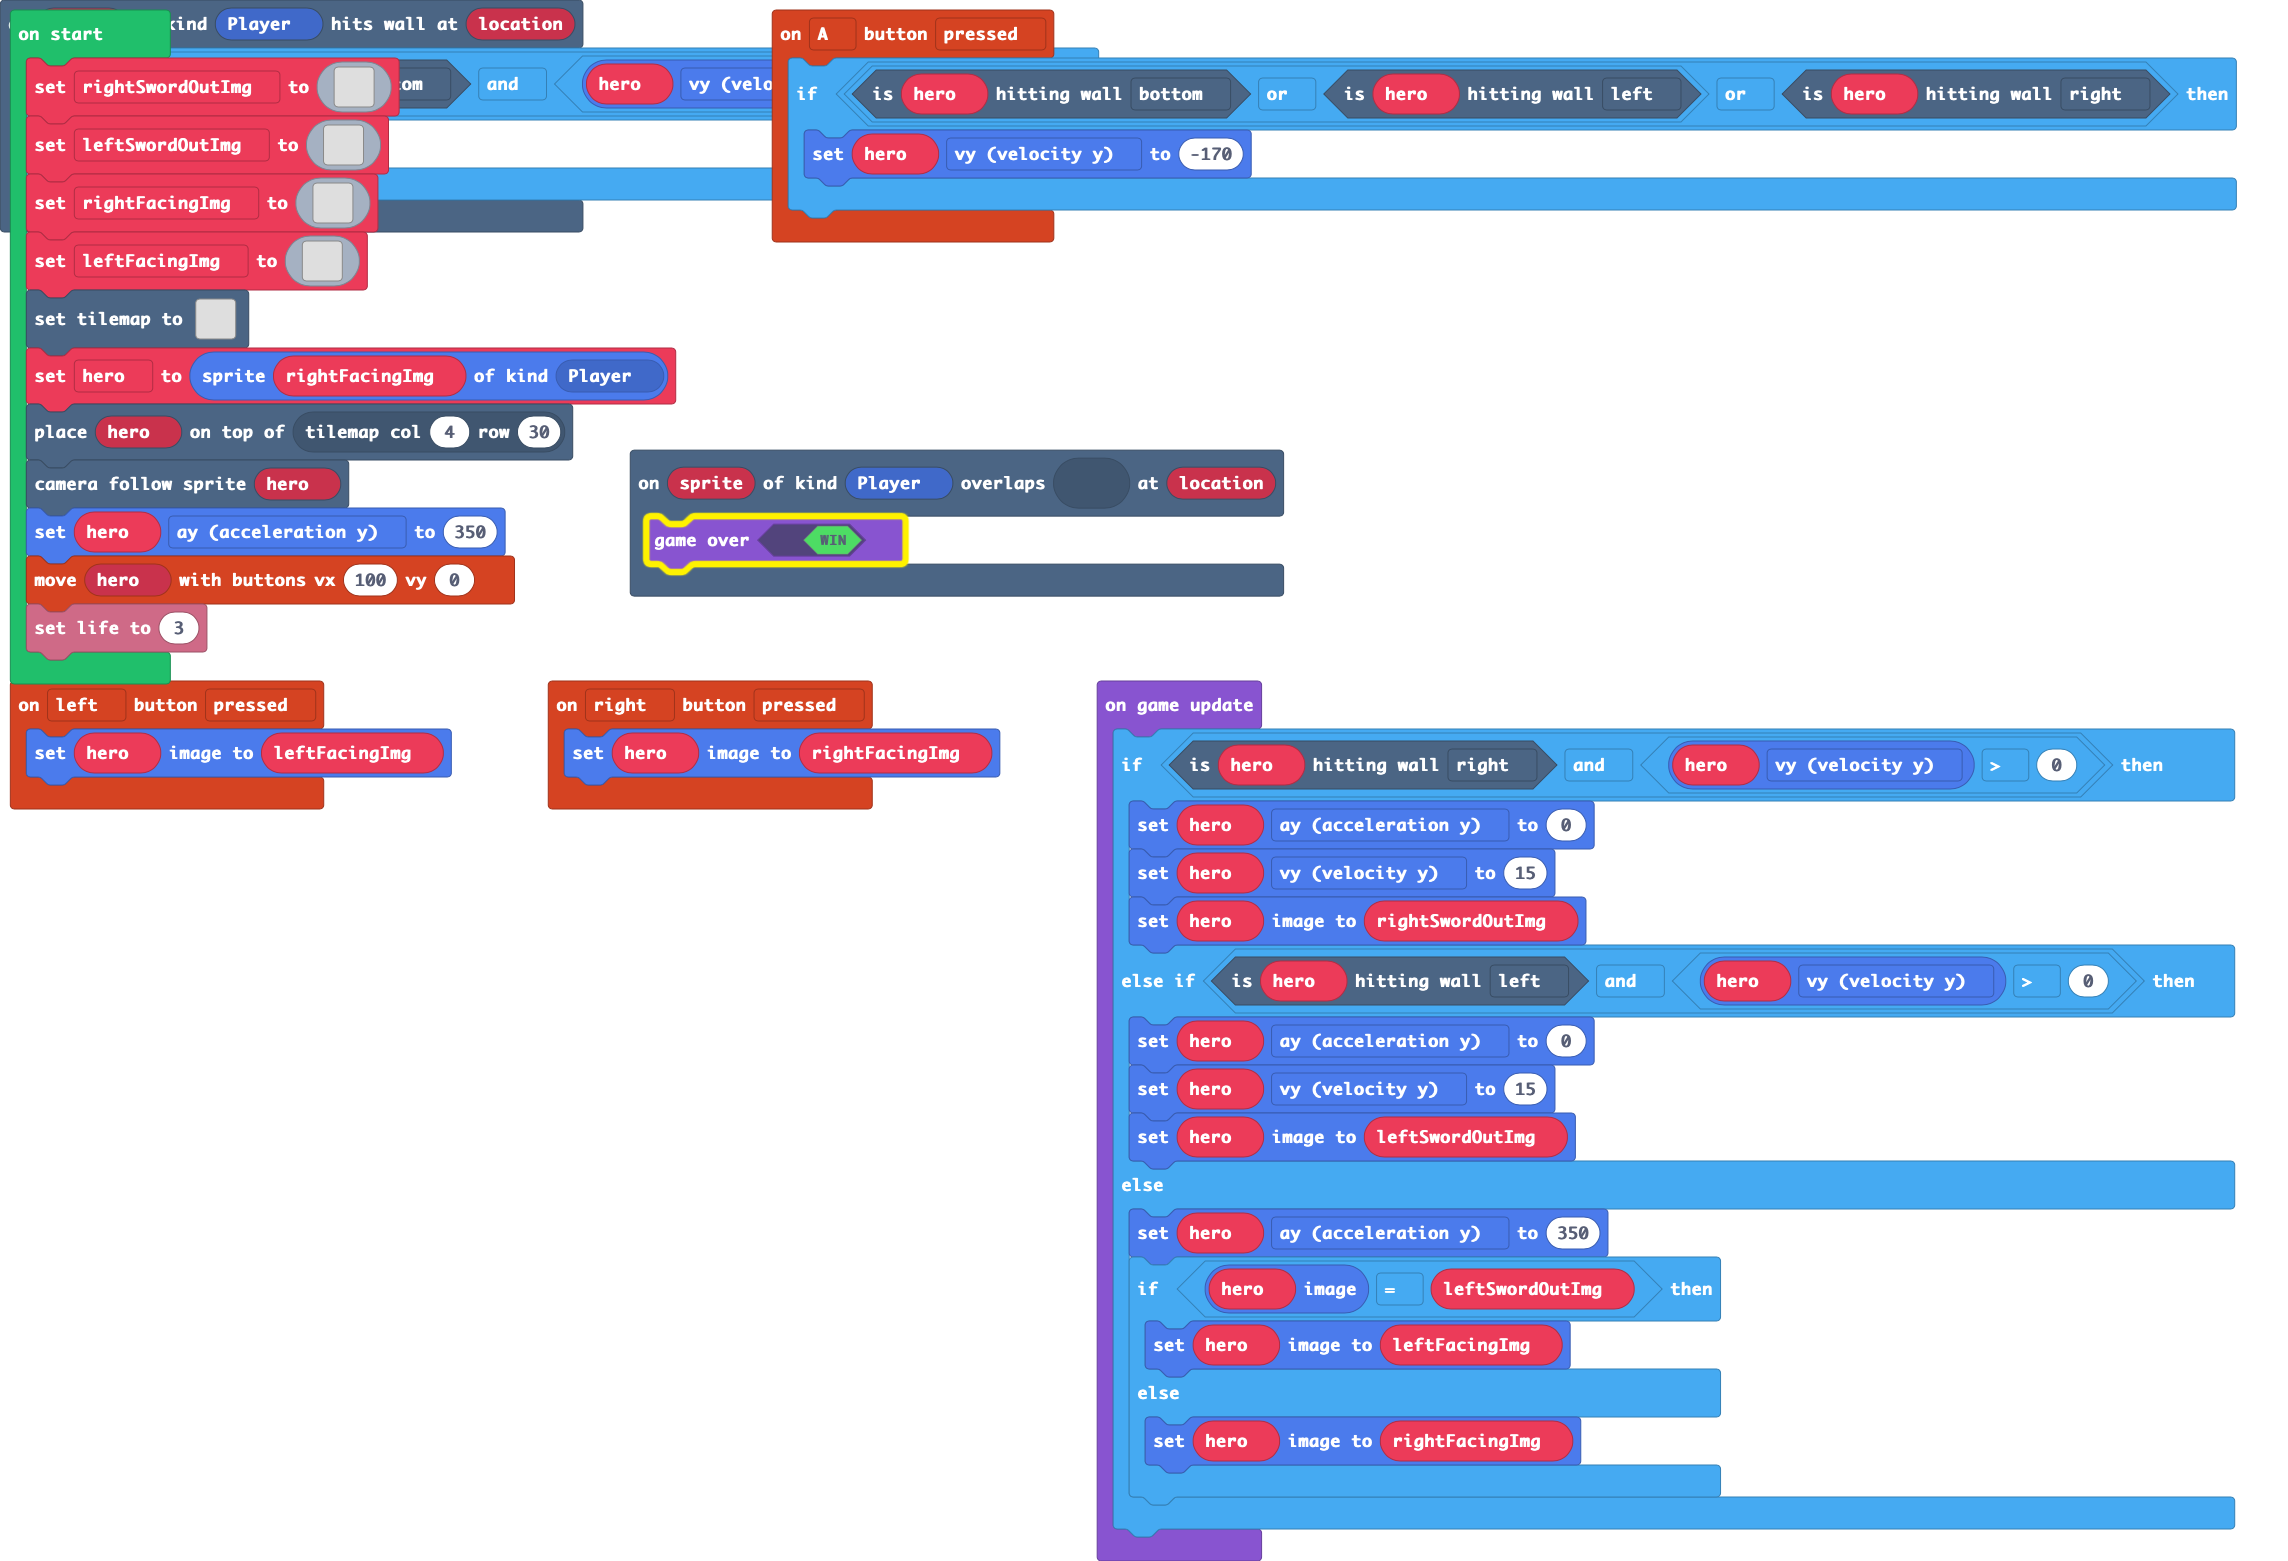 on start
set rightSwordOutImg to
set leftSwordOutImg to
set rightFacingImg to
set leftFacingImg to
set tilemap to
set hero to sprite rightFacingImg of kind Player
place hero on top of tilemap col 4 row 30
camera follow sprite hero
set hero ay (acceleration y) to 350
move hero with buttons vx 100 vy 0
set life to 3
kind Player hits wall at location
and hero vy
on A button pressed
if is hero hitting wall bottom or is hero hitting wall left or is hero hitting wall right then
set hero vy (velocity y) to -170
on sprite of kind Player overlaps at location
game over WIN
on left button pressed
set hero image to leftFacingImg
on right button pressed
set hero image to rightFacingImg
on game update
if is hero hitting wall right and hero vy (velocity y) > 0 then
set hero ay (acceleration y) to 0
set hero vy (velocity y) to 15
set hero image to rightSwordOutImg
else if is hero hitting wall left and hero vy (velocity y) > 0 then
set hero ay (acceleration y) to 0
set hero vy (velocity y) to 15
set hero image to leftSwordOutImg
else
set hero ay (acceleration y) to 350
if hero image = leftSwordOutImg then
set hero image to leftFacingImg
else
set hero image to rightFacingImg